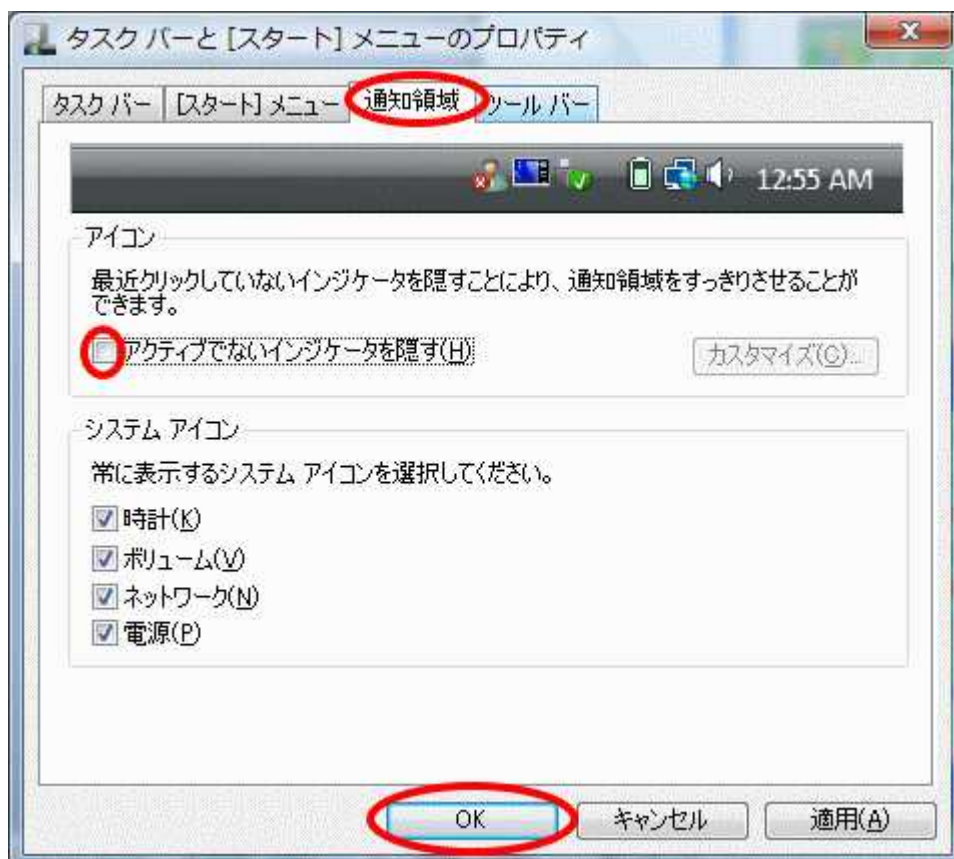 タスク バーと [スタート] メニューのプロパティ
タスク バー [スタート] メニュー 通知領域 ツール バー
12:55 AM
アイコン
最近クリックしていないインジケータを隠すことにより、通知領域をすっきりさせることが
できます。
アクティブでないインジケータを隠す(H) カスタマイズ(C)...
システム アイコン
常に表示するシステム アイコンを選択してください。
時計(K)
ボリューム(V)
ネットワーク(N)
電源(P)
OK キャンセル 適用(A)